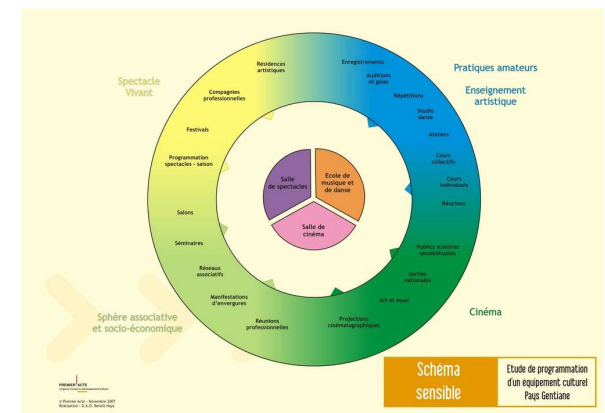 Spectacle
Vivant
Résidences
artistiques
Compagnies
professionnelles
Festivals
Programmation
spectacles - saison
Salons
Séminaires
Réseaux
associatifs
Manifestations
d'envergures
Réunions
professionnelles
Sphère associative
et socio-économique
Enregistrements
Auditions
et galas
Répétitions
Studio
danse
Ateliers
Cours
collectifs
Cours
individuels
Réunions
Pratiques amateurs
Enseignement
artistique
Publics scolaires
sensibilisation
Sorties
nationales
Art et essai
Projections
cinématographiques
Cinéma
Salle
de spectacles
Ecole de
musique et
de danse
Salle de
cinéma
PREMIER ACTE
© Premier Acte - Novembre 2007
Réalisation : D.A.O. Benoit Hays
Schéma
sensible
Etude de programmation
d'un équipement culturel
Pays Gentiane